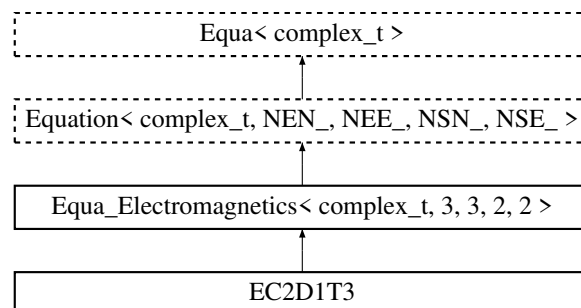 Equa< complex_t >
Equation< complex_t, NEN_, NEE_, NSN_, NSE_ >
Equa_Electromagnetics< complex_t, 3, 3, 2, 2 >
EC2D1T3